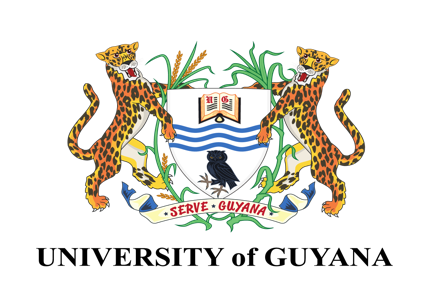 U G
SERVE ★ GUYANA
UNIVERSITY of GUYANA